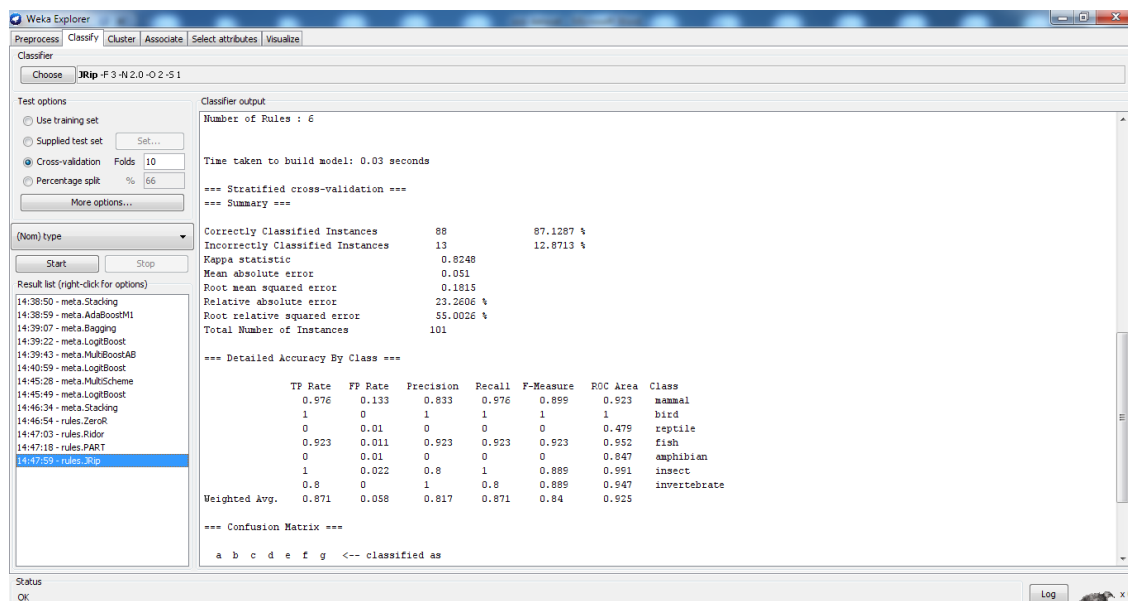 Weka Explorer
Preprocess Classify Cluster Associate Select attributes Visualize
Classifier
Choose JRip -F 3 -N 2.0 -O 2 -S 1
Test options
Use training set
Supplied test set Set...
Cross-validation Folds 10
Percentage split % 66
More options...
(Nom) type
Start Stop
Result list (right-click for options)
14:38:50 - meta.Stacking
14:38:59 - meta.AdaBoostM1
14:39:07 - meta.Bagging
14:39:22 - meta.LogitBoost
14:39:43 - meta.MultiBoostAB
14:40:59 - meta.LogitBoost
14:45:28 - meta.MultiScheme
14:45:49 - meta.LogitBoost
14:46:34 - meta.Stacking
14:46:54 - rules.ZeroR
14:47:03 - rules.Ridor
14:47:18 - rules.PART
14:47:59 - rules.JRip
Classifier output
Number of Rules : 6
Time taken to build model: 0.03 seconds
=== Stratified cross-validation ===
=== Summary ===
Correctly Classified Instances 88 87.1287 %
Incorrectly Classified Instances 13 12.8713 %
Kappa statistic 0.8248
Mean absolute error 0.051
Root mean squared error 0.1815
Relative absolute error 23.2606 %
Root relative squared error 55.0026 %
Total Number of Instances 101
=== Detailed Accuracy By Class ===
TP Rate FP Rate Precision Recall F-Measure ROC Area Class
0.976 0.133 0.833 0.976 0.899 0.923 mammal
1 0 1 1 1 1 bird
0 0.01 0 0 0 0.479 reptile
0.923 0.011 0.923 0.923 0.923 0.952 fish
0 0.01 0 0 0 0.847 amphibian
1 0.022 0.8 1 0.889 0.991 insect
0.8 0 1 0.8 0.889 0.947 invertebrate
Weighted Avg. 0.871 0.058 0.817 0.871 0.84 0.925
=== Confusion Matrix ===
a b c d e f g <-- classified as
Status
OK
Log
x